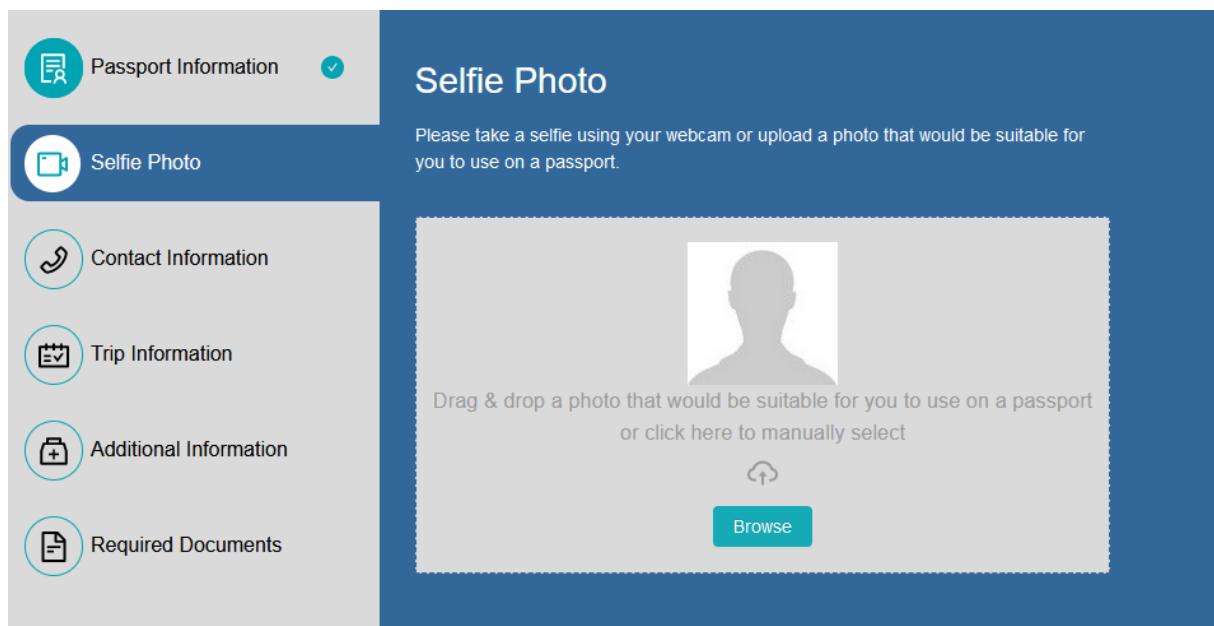 Passport Information
Selfie Photo
Contact Information
Trip Information
Additional Information
Required Documents
Selfie Photo
Please take a selfie using your webcam or upload a photo that would be suitable for
you to use on a passport.
Drag & drop a photo that would be suitable for you to use on a passport
or click here to manually select
Browse